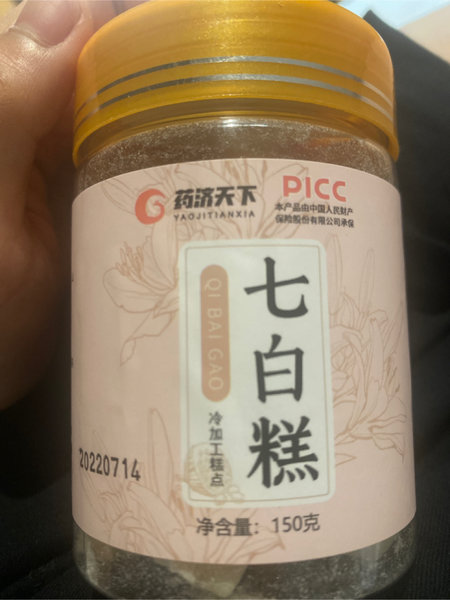 药济天下
YAOJITIANXIA
PICC
本产品由中国人民财产
保险股份有限公司承保
七白糕
QI BAI GAO
冷加工糕点
20220714
净含量：150克